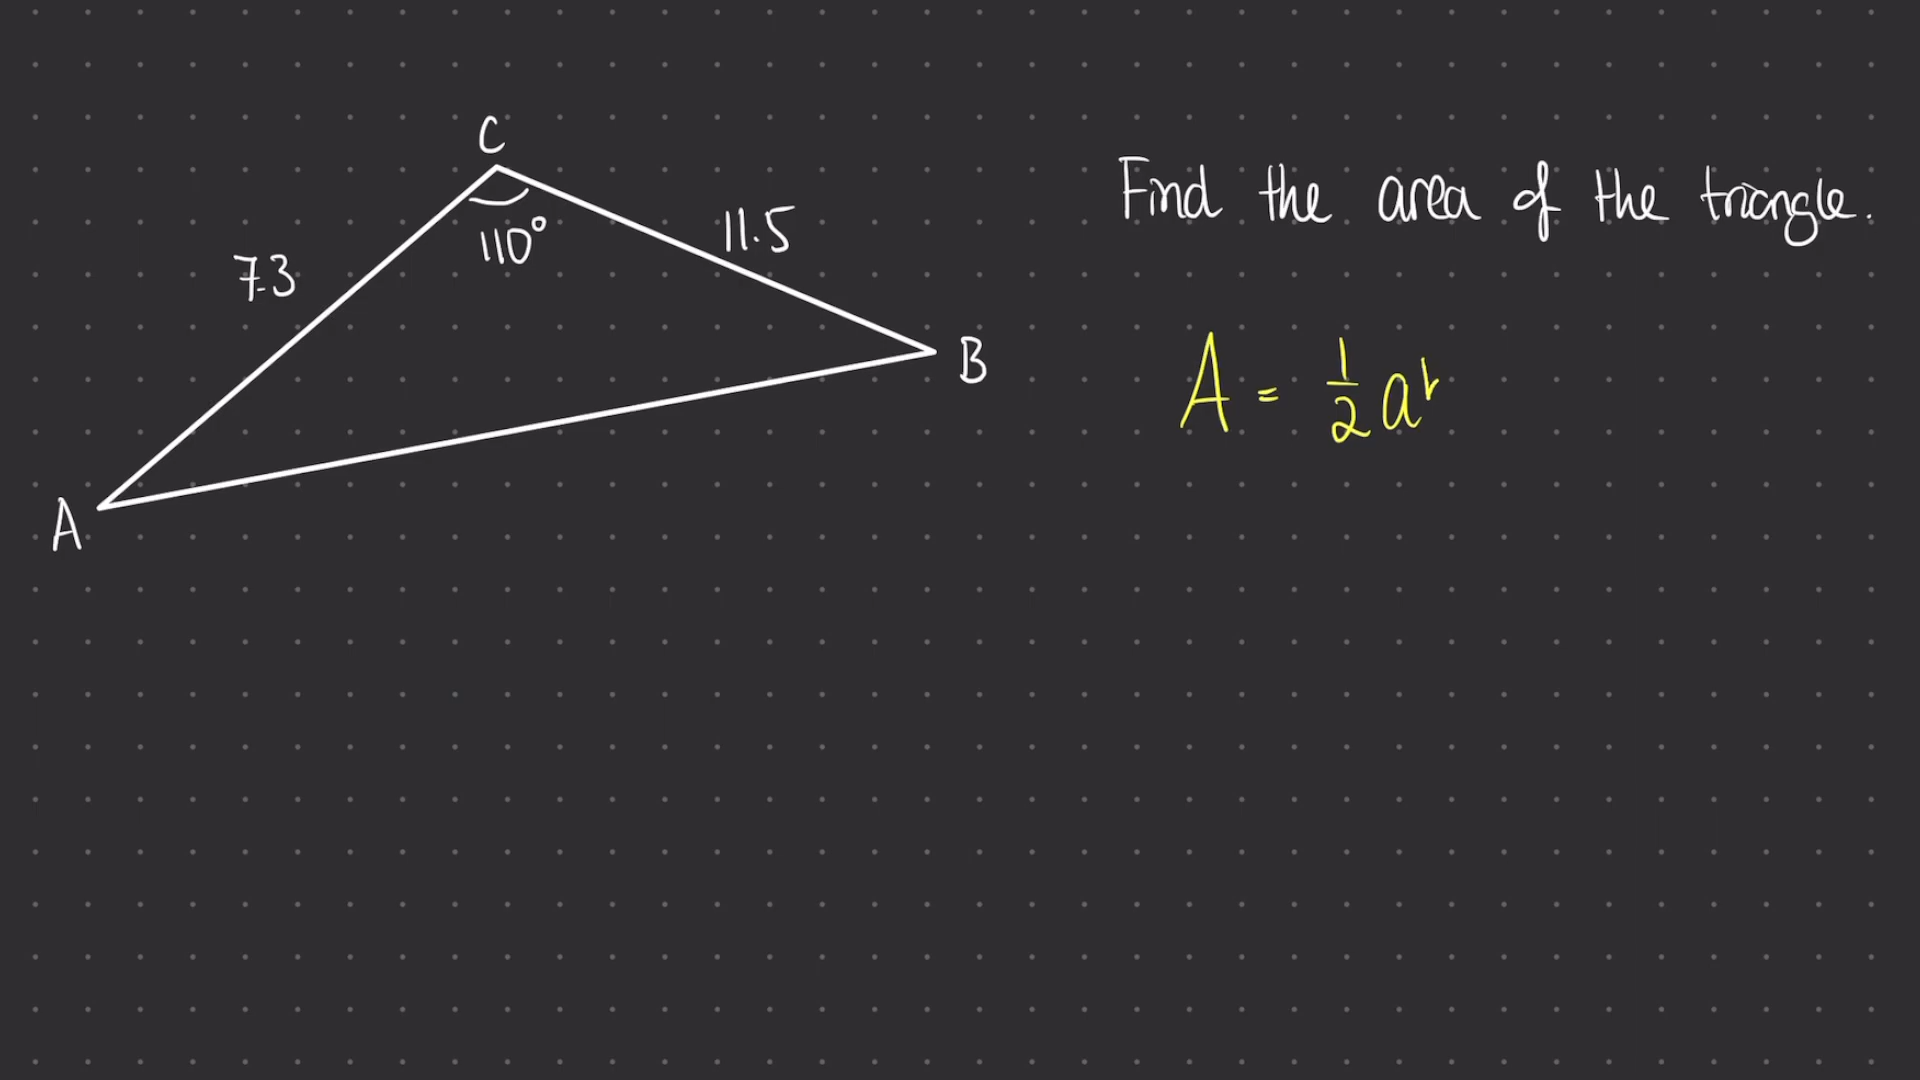 C
Find the area of the triangle.
7.3
110°
11.5
B
A = 1/2 a
A